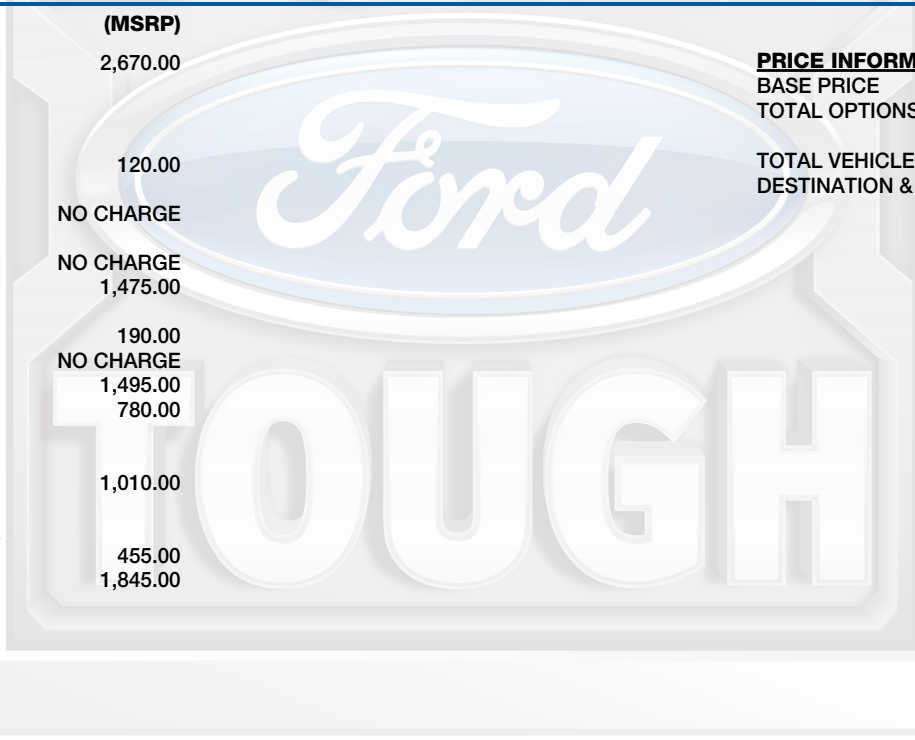 (MSRP)
2,670.00
120.00
NO CHARGE
NO CHARGE
1,475.00
190.00
NO CHARGE
1,495.00
780.00
1,010.00
455.00
1,845.00
PRICE INFORM
BASE PRICE
TOTAL OPTIONS
TOTAL VEHICLE
DESTINATION &
Ford
TOUGH